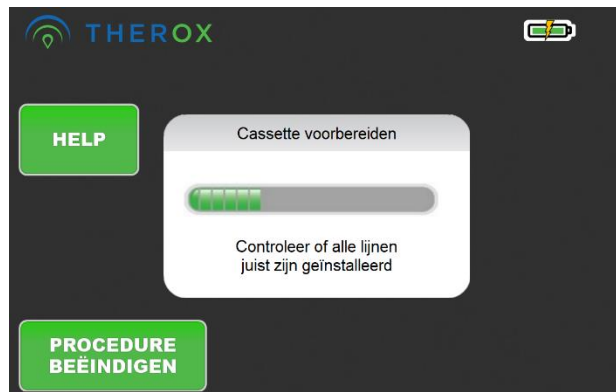 THEROX
HELP
Cassette voorbereiden
Controleer of alle lijnen
juist zijn geïnstalleerd
PROCEDURE
BEËINDIGEN